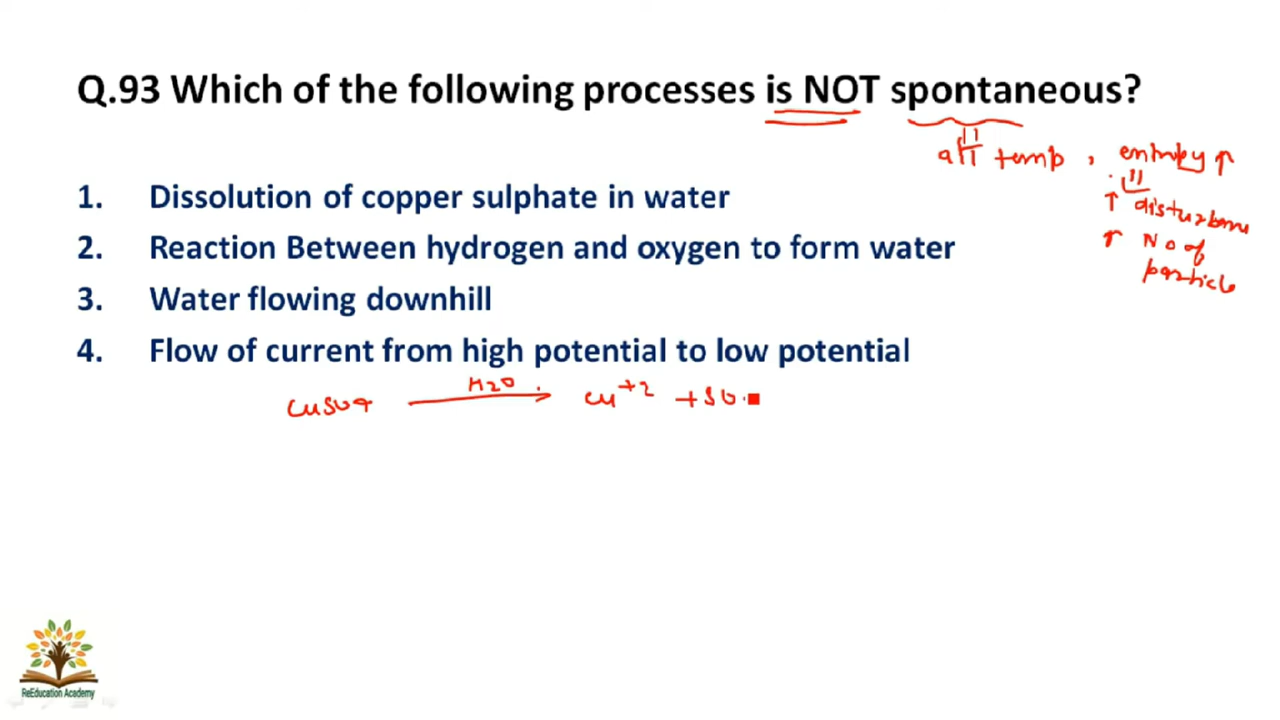 Q.93 Which of the following processes is NOT spontaneous?
all temp, entropy ↑
1. Dissolution of copper sulphate in water
↑
2. Reaction Between hydrogen and oxygen to form water
↑ No of
particle
3. Water flowing downhill
4. Flow of current from high potential to low potential
CuSO4 H2O Cu+2 + SO
ReEducation Academy